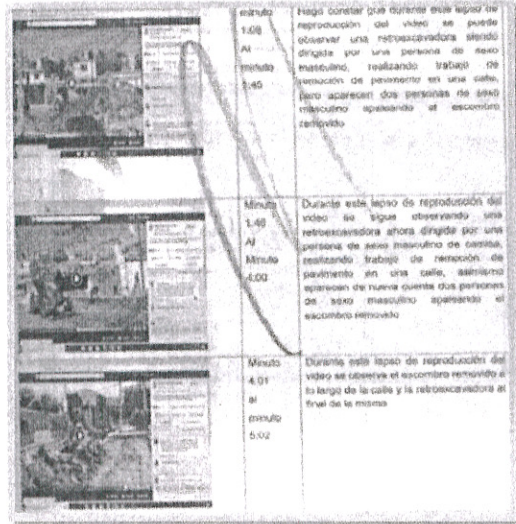 minuto
1:08
Al
minuto
1:45
Hago constar que durante este lapso de
reproducción del video se puede
observar una retroexcavadora siendo
dirigida por una persona de sexo
masculino, realizando trabajo de
remoción de pavimento en una calle,
pero aparecen dos personas de sexo
masculino apaleando el escombro
removido
Minuto
1:46
Al
Minuto
4:00
Durante este lapso de reproducción del
video se sigue observando una
retroexcavadora ahora dirigida por una
persona de sexo masculino de camisa,
realizando trabajo de remoción de
pavimento en una calle, asimismo
aparecen de nueva cuenta dos personas
de sexo masculino apaleando el
escombro removido
Minuto
4:01
al
minuto
5:02
Durante este lapso de reproducción del
video se observa el escombro removido a
lo largo de la calle y la retroexcavadora al
final de la misma